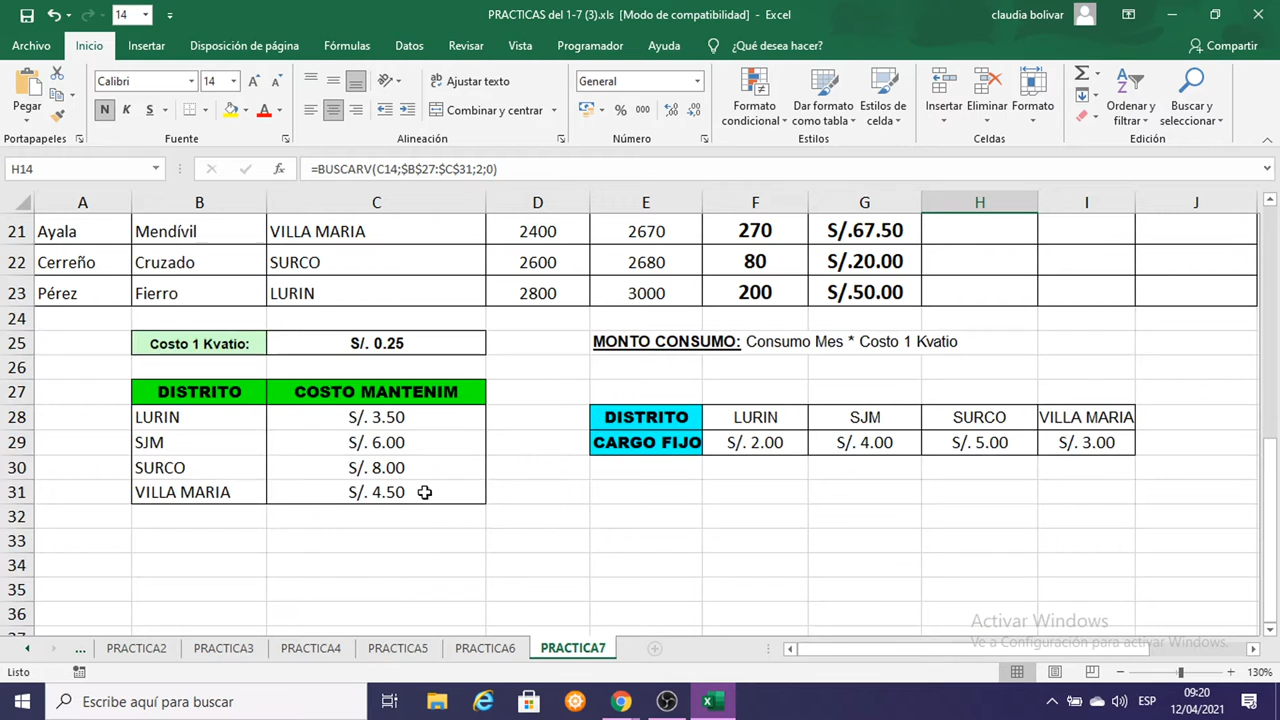 14
PRACTICAS del 1-7 (3).xls [Modo de compatibilidad] - Excel
claudia bolivar
Archivo Inicio Insertar Disposición de página Fórmulas Datos Revisar Vista Programador Ayuda ¿Qué desea hacer? Compartir
Pegar
Calibri 14
N K S
Ajustar texto
Combinar y centrar
General
% 000
Formato condicional
Dar formato como tabla
Estilos de celda
Insertar Eliminar Formato
Ordenar y filtrar
Buscar y seleccionar
Portapapeles Fuente Alineación Número Estilos Celdas Edición
H14 fx =BUSCARV(C14;$B$27:$C$31;2;0)
A B C D E F G H I J
21 Ayala Mendívil VILLA MARIA 2400 2670 270 S/.67.50
22 Cerreño Cruzado SURCO 2600 2680 80 S/.20.00
23 Pérez Fierro LURIN 2800 3000 200 S/.50.00
24
25 Costo 1 Kvatio: S/. 0.25 MONTO CONSUMO: Consumo Mes * Costo 1 Kvatio
26
27 DISTRITO COSTO MANTENIM
28 LURIN S/. 3.50 DISTRITO LURIN SJM SURCO VILLA MARIA
29 SJM S/. 6.00 CARGO FIJO S/. 2.00 S/. 4.00 S/. 5.00 S/. 3.00
30 SURCO S/. 8.00
31 VILLA MARIA S/. 4.50
32
33
34
35
36
Activar Windows
Ve a Configuración para activar Windows.
... PRACTICA2 PRACTICA3 PRACTICA4 PRACTICA5 PRACTICA6 PRACTICA7
Listo 130%
Escribe aquí para buscar
ESP
09:20
12/04/2021